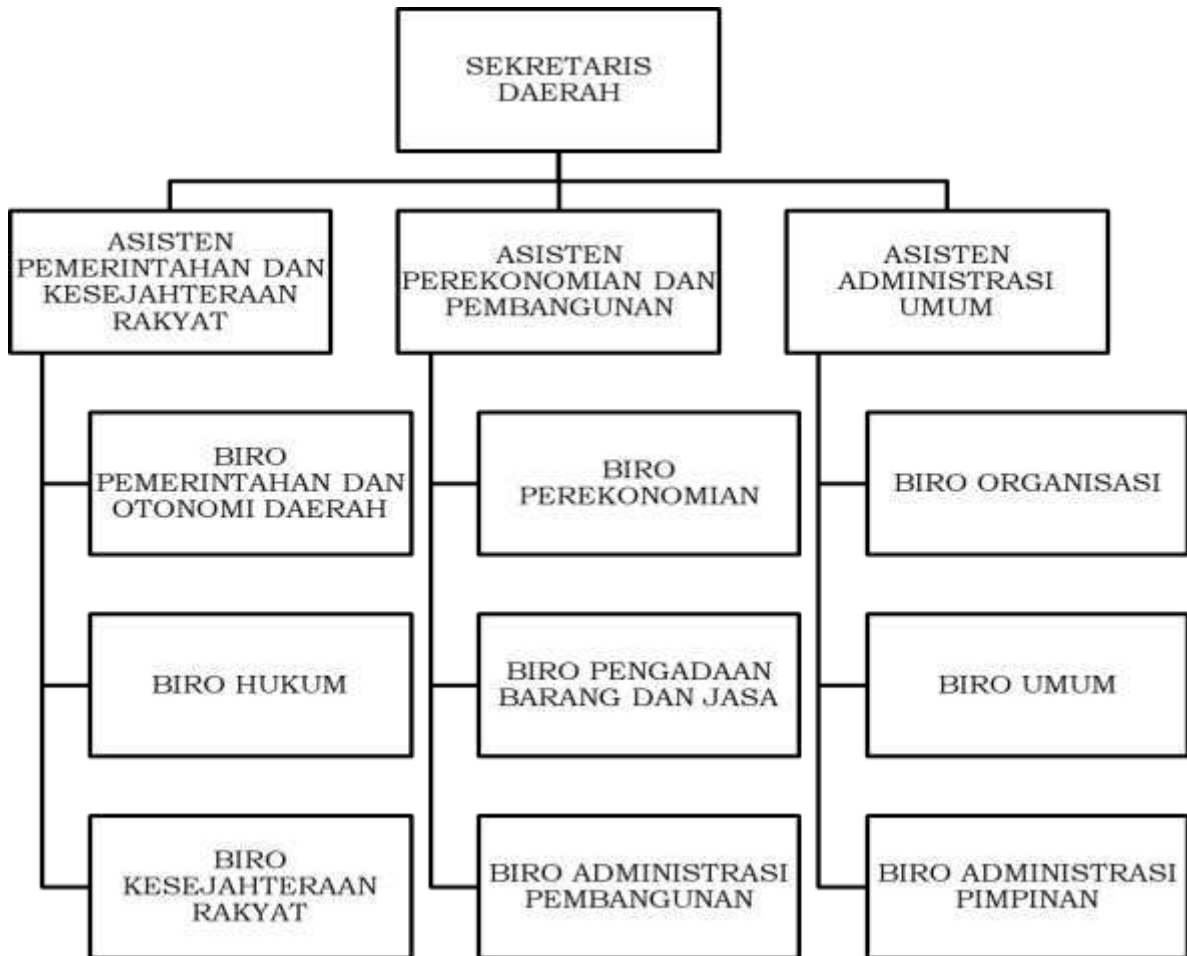 SEKRETARIS
DAERAH
ASISTEN
PEMERINTAHAN DAN
KESEJAHTERAAN
RAKYAT
ASISTEN
PEREKONOMIAN DAN
PEMBANGUNAN
ASISTEN
ADMINISTRASI
UMUM
BIRO
PEMERINTAHAN DAN
OTONOMI DAERAH
BIRO
PEREKONOMIAN
BIRO ORGANISASI
BIRO HUKUM
BIRO PENGADAAN
BARANG DAN JASA
BIRO UMUM
BIRO
KESEJAHTERAAN
RAKYAT
BIRO ADMINISTRASI
PEMBANGUNAN
BIRO ADMINISTRASI
PIMPINAN